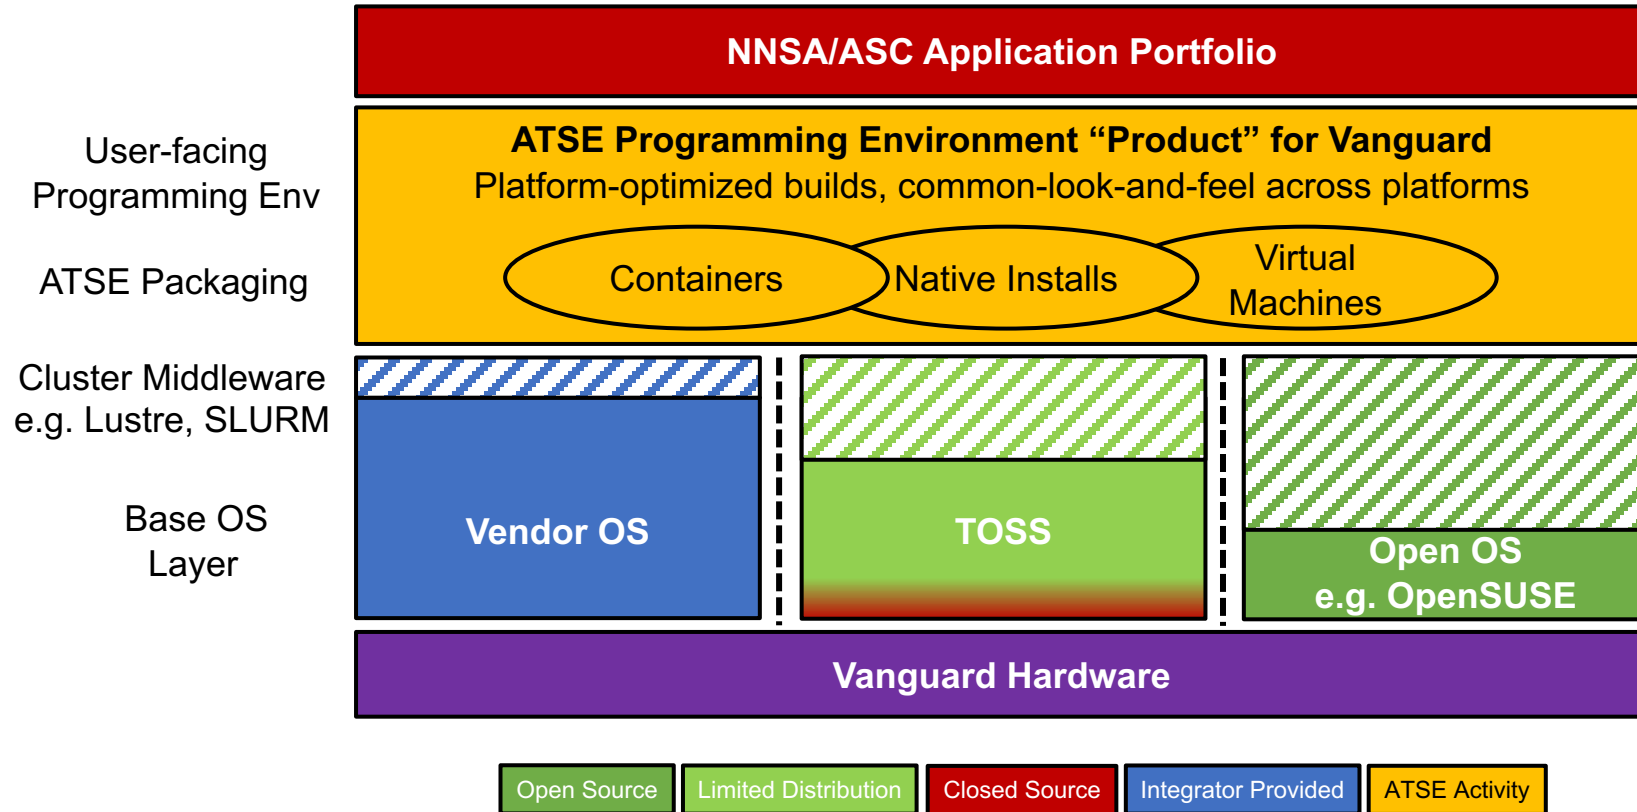 NNSA/ASC Application Portfolio
User-facing
Programming Env
ATSE Programming Environment “Product” for Vanguard
Platform-optimized builds, common-look-and-feel across platforms
ATSE Packaging
Containers
Native Installs
Virtual
Machines
Cluster Middleware
e.g. Lustre, SLURM
Base OS
Layer
Vendor OS
TOSS
Open OS
e.g. OpenSUSE
Vanguard Hardware
Open Source
Limited Distribution
Closed Source
Integrator Provided
ATSE Activity